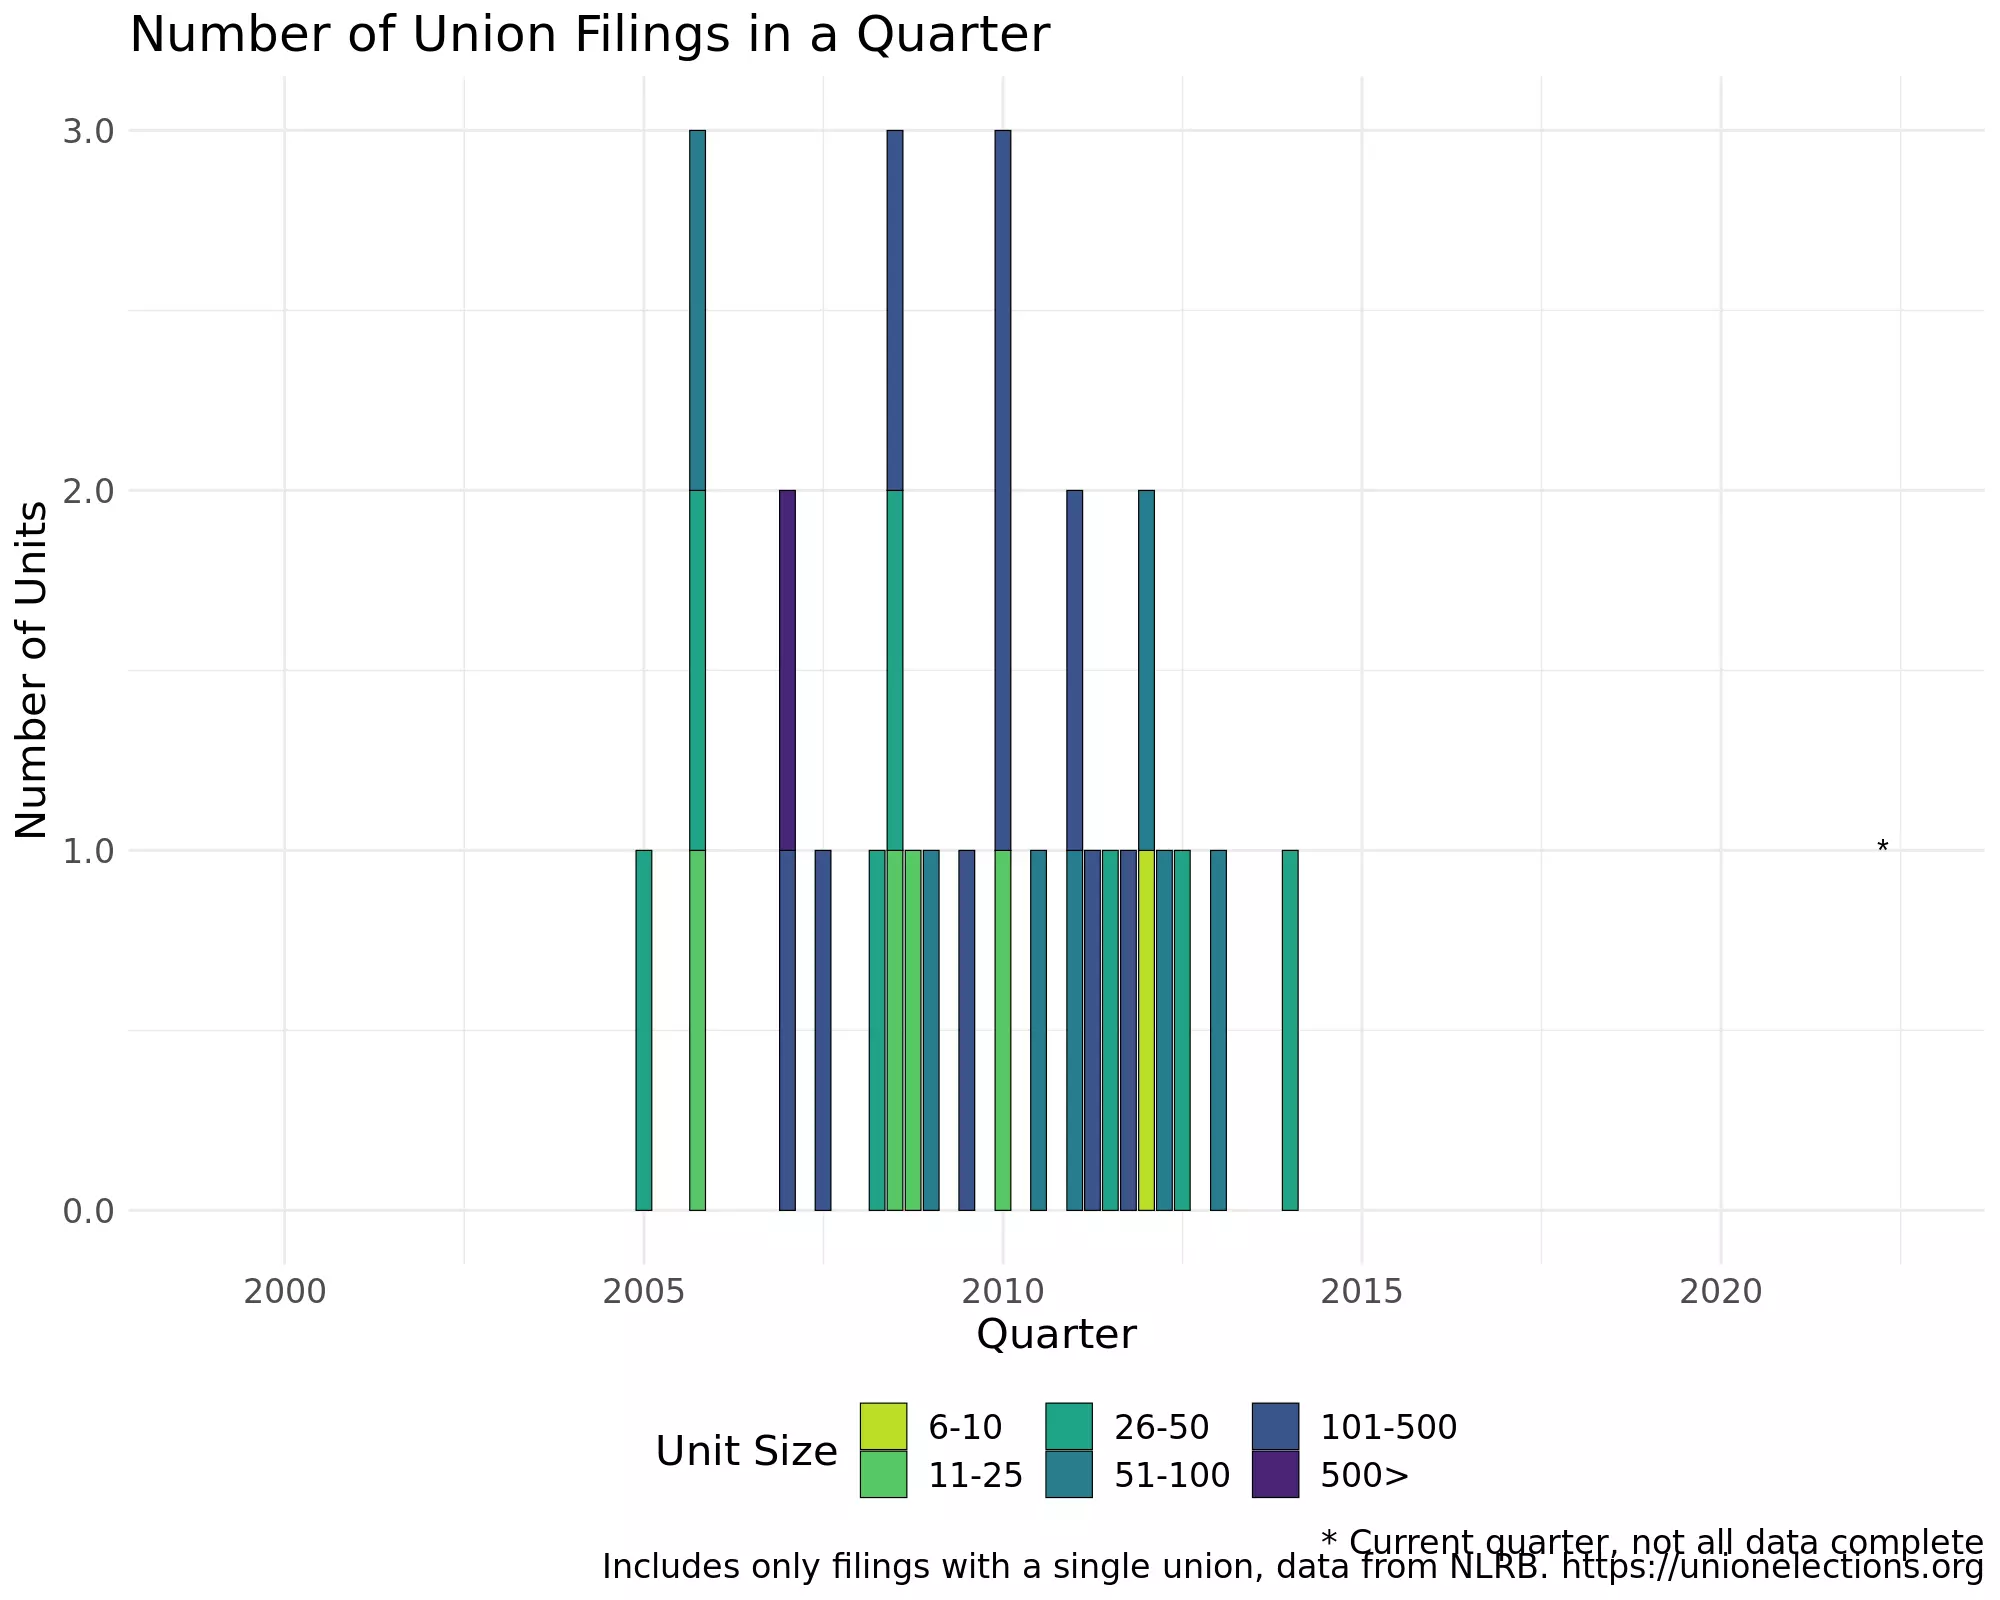 Number of Union Filings in a Quarter
3.0
2.0
1.0
0.0
Number of Units
*
2000 2005 2010 2015 2020
Quarter
Unit Size
6-10 26-50 101-500
11-25 51-100 500>
* Current quarter, not all data complete
Includes only filings with a single union, data from NLRB. https://unionelections.org